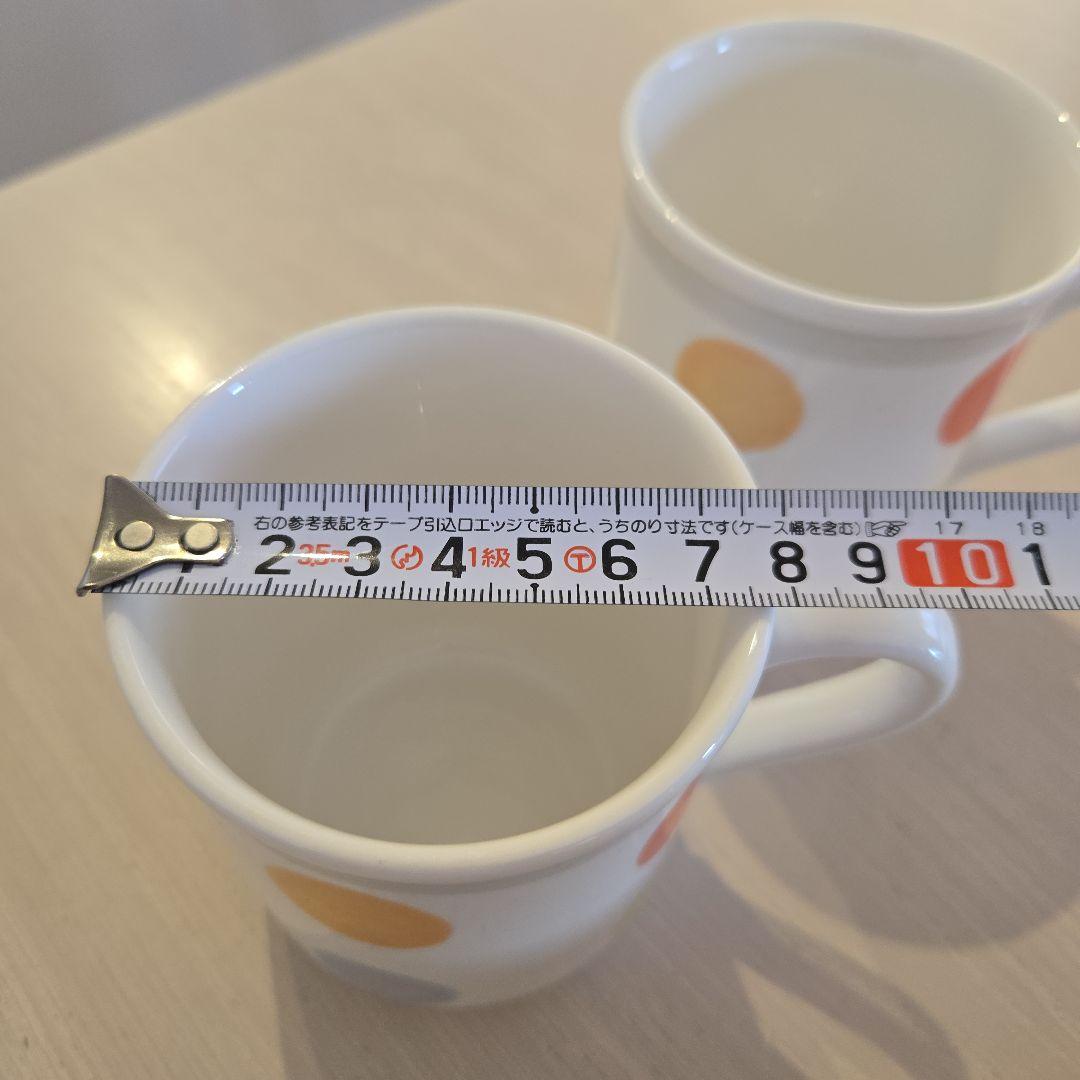 右の参考表記をテープ引込口エッジで読むと、うちのり寸法です(ケース幅を含む) 17 18
2 3.5m 3 4 1級 5 6 7 8 9 10 1